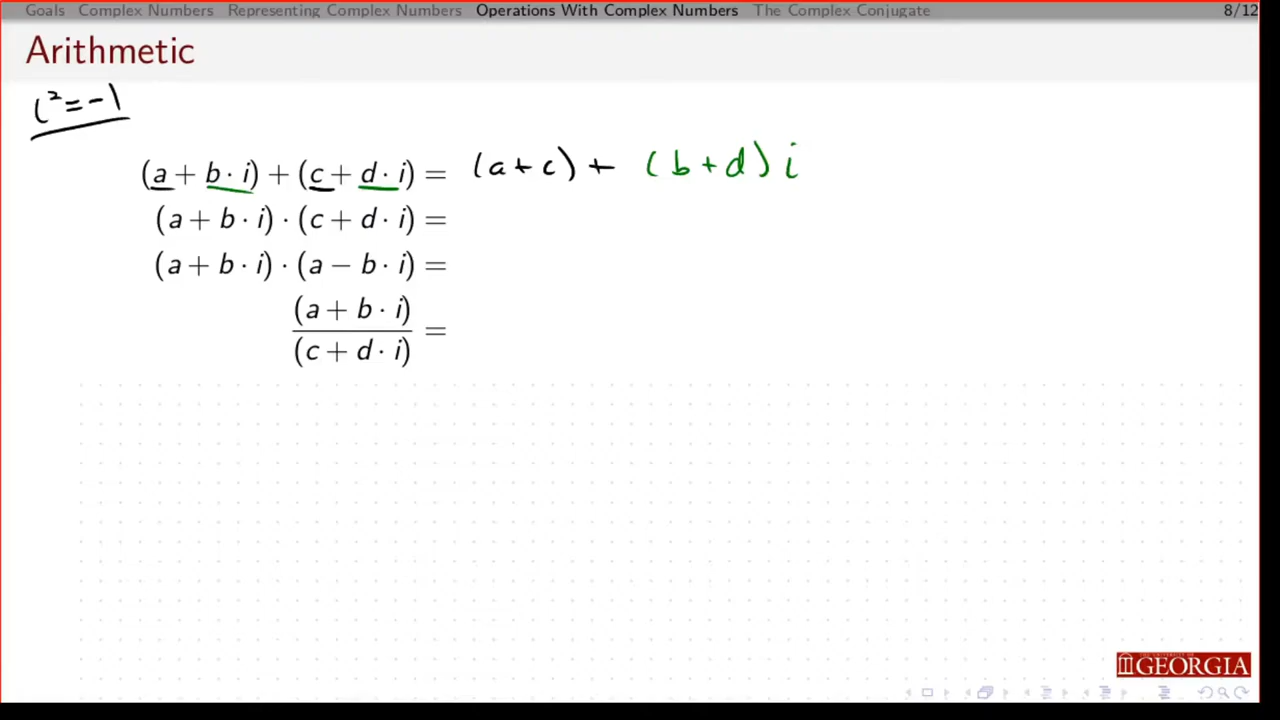 Goals Complex Numbers Representing Complex Numbers Operations With Complex Numbers The Complex Conjugate 8/12
Arithmetic
i² = -1
(a + b · i) + (c + d · i) = (a + c) + (b + d) i
(a + b · i) · (c + d · i) =
(a + b · i) · (a − b · i) =
(a + b · i)
(c + d · i)
=
GEORGIA